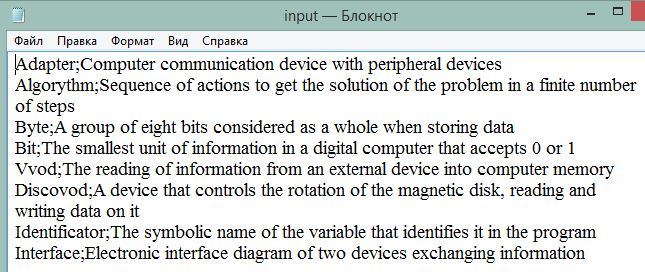 input — Блокнот
Файл Правка Формат Вид Справка
Adapter;Computer communication device with peripheral devices
Algorythm;Sequence of actions to get the solution of the problem in a finite number
of steps
Byte;A group of eight bits considered as a whole when storing data
Bit;The smallest unit of information in a digital computer that accepts 0 or 1
Vvod;The reading of information from an external device into computer memory
Discovod;A device that controls the rotation of the magnetic disk, reading and
writing data on it
Identificator;The symbolic name of the variable that identifies it in the program
Interface;Electronic interface diagram of two devices exchanging information